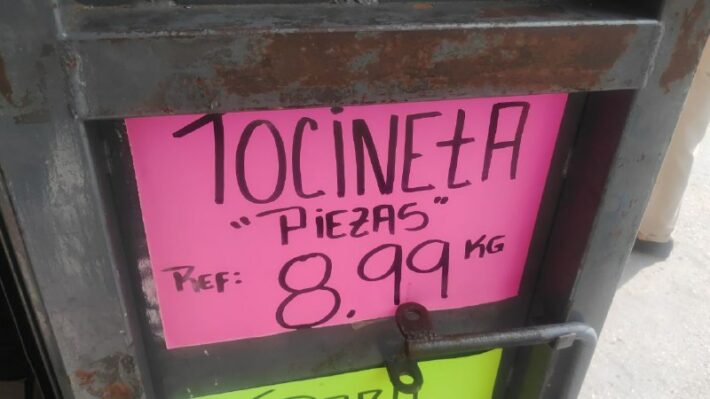 TOCINEtA
"PiEZAS"
REF: 8.99 KG